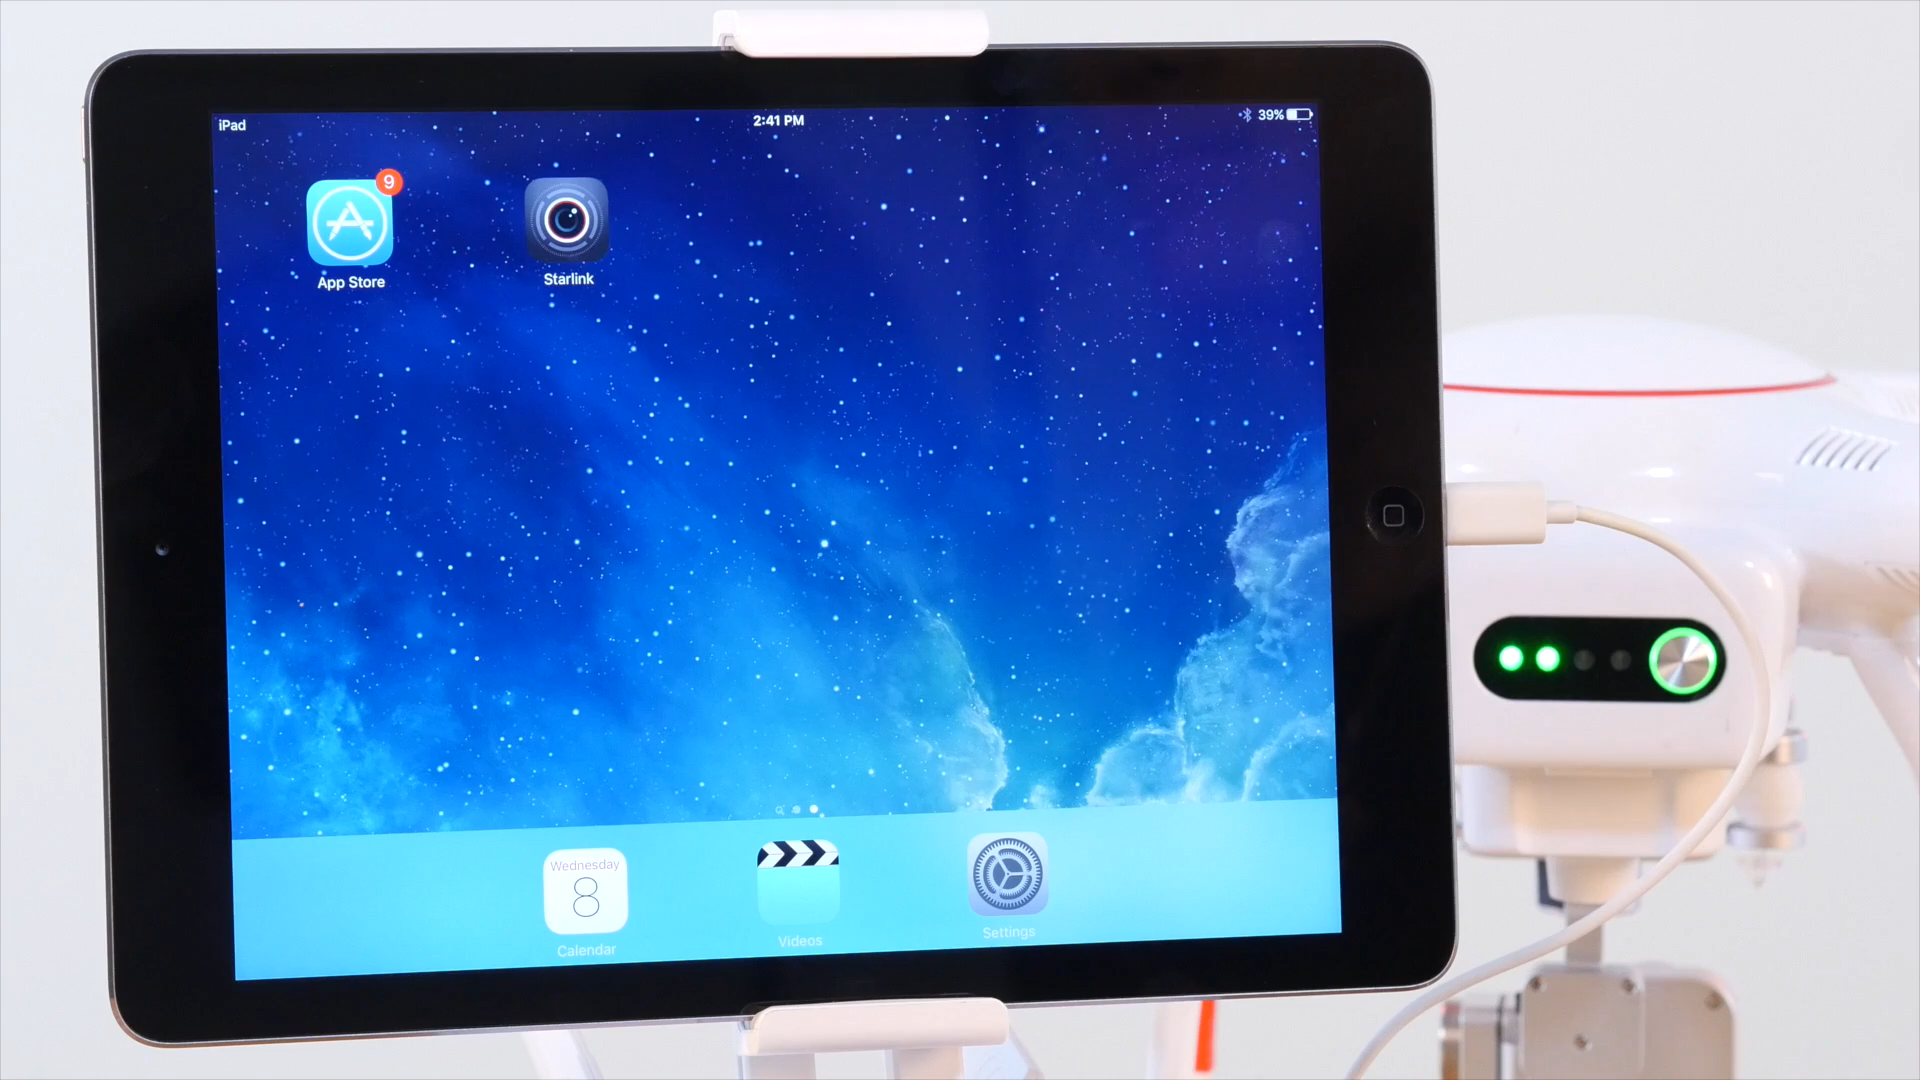 iPad
2:41 PM
39%
9
App Store
Starlink
Wednesday
8
Calendar
Videos
Settings